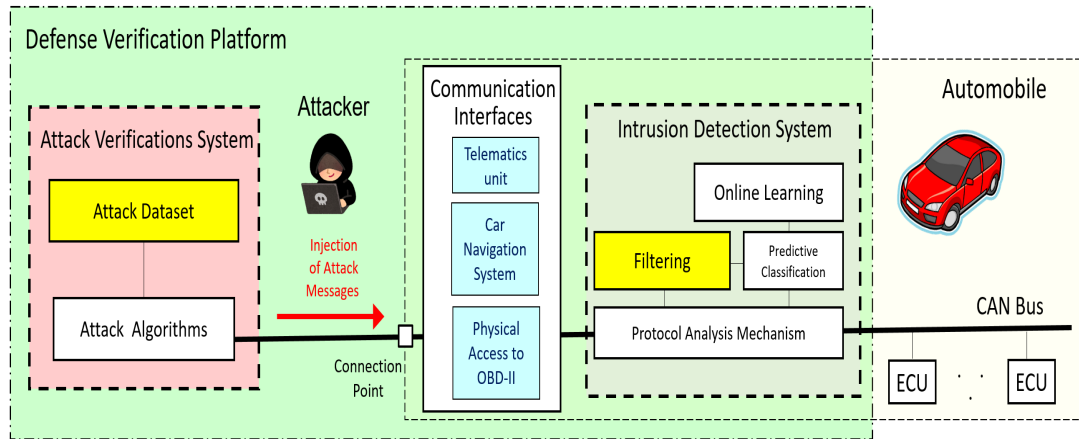 Defense Verification Platform
Attack Verifications System
Attack Dataset
Attack Algorithms
Attacker
Injection
of Attack
Messages
Connection
Point
Communication
Interfaces
Telematics
unit
Car
Navigation
System
Physical
Access to
OBD-II
Intrusion Detection System
Online Learning
Filtering
Predictive
Classification
Protocol Analysis Mechanism
Automobile
CAN Bus
ECU
. . .
ECU